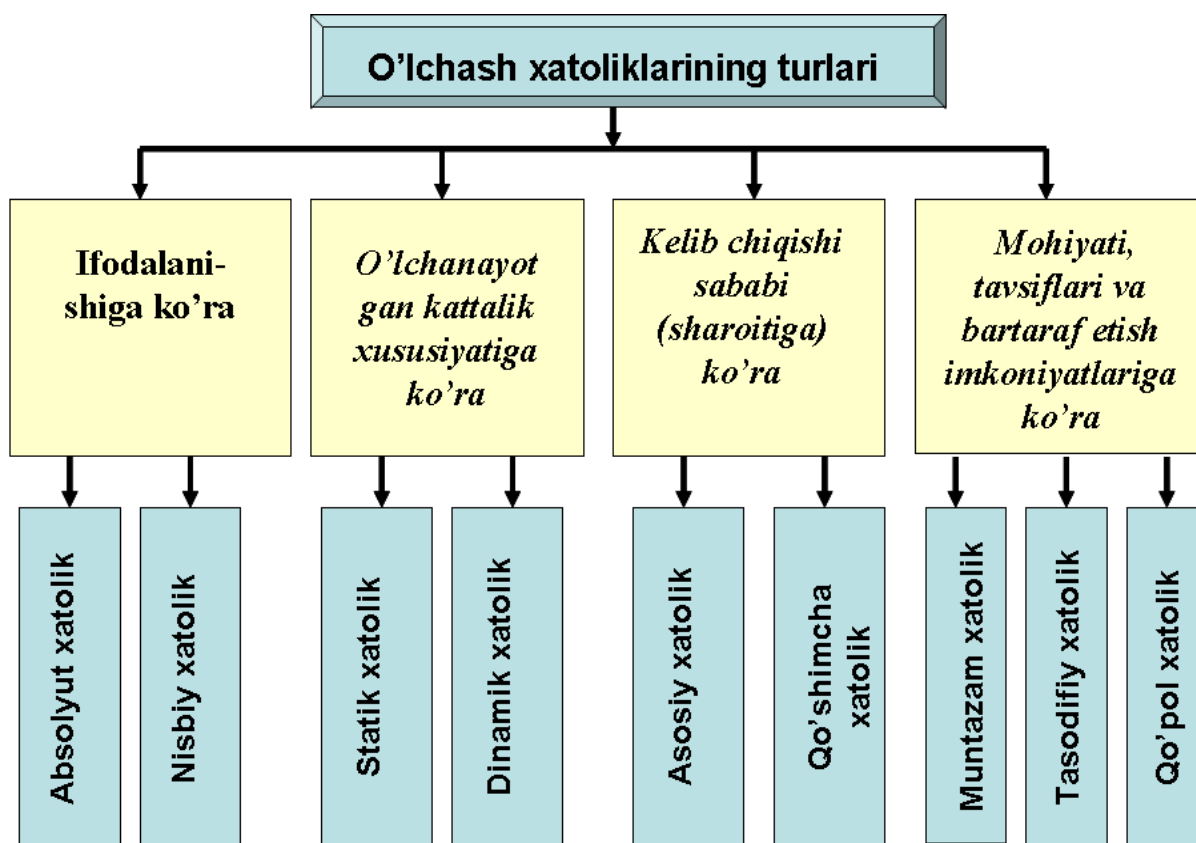 O’lchash xatoliklarining turlari
Ifodalani-
shiga ko’ra
O’lchanayot
gan kattalik
xususiyatiga
ko’ra
Kelib chiqishi
sababi
(sharoitiga)
ko’ra
Mohiyati,
tavsiflari va
bartaraf etish
imkoniyatlariga
ko’ra
Absolyut xatolik
Nisbiy xatolik
Statik xatolik
Dinamik xatolik
Asosiy xatolik
Qo’shimcha
xatolik
Muntazam xatolik
Tasodifiy xatolik
Qo’pol xatolik